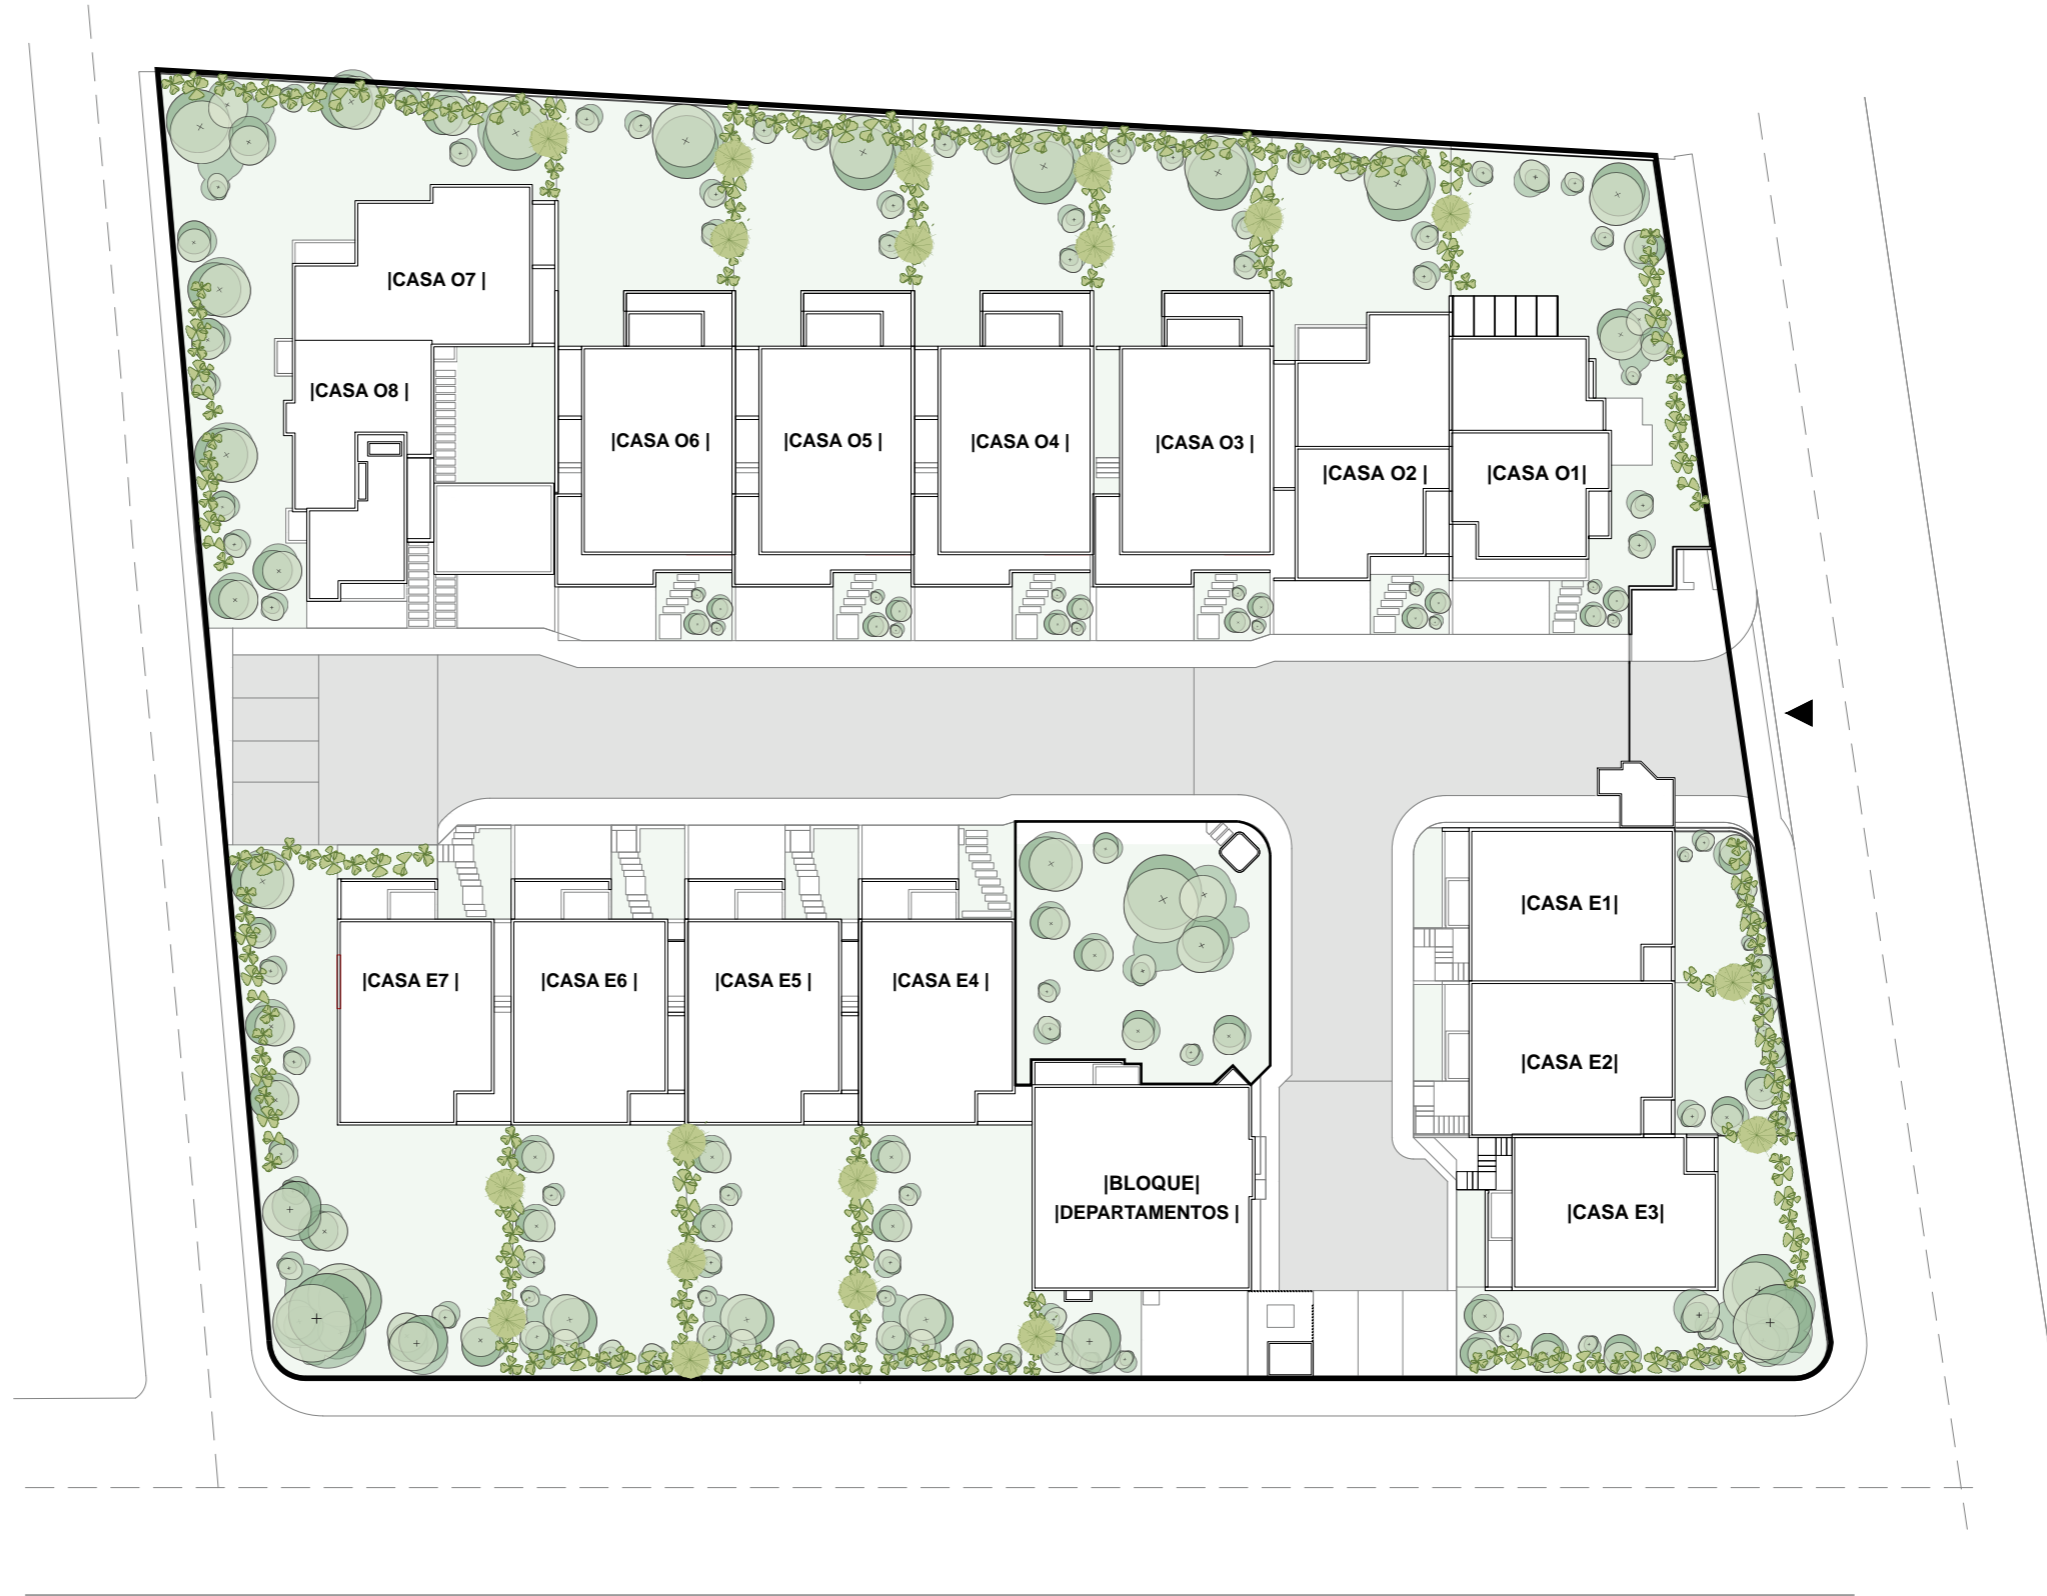 |CASA O7 |
|CASA O8 |
|CASA O6 |
|CASA O5 |
|CASA O4 |
|CASA O3 |
|CASA O2 |
|CASA O1|
|CASA E7 |
|CASA E6 |
|CASA E5 |
|CASA E4 |
|CASA E1|
|CASA E2|
|CASA E3|
|BLOQUE|
|DEPARTAMENTOS |